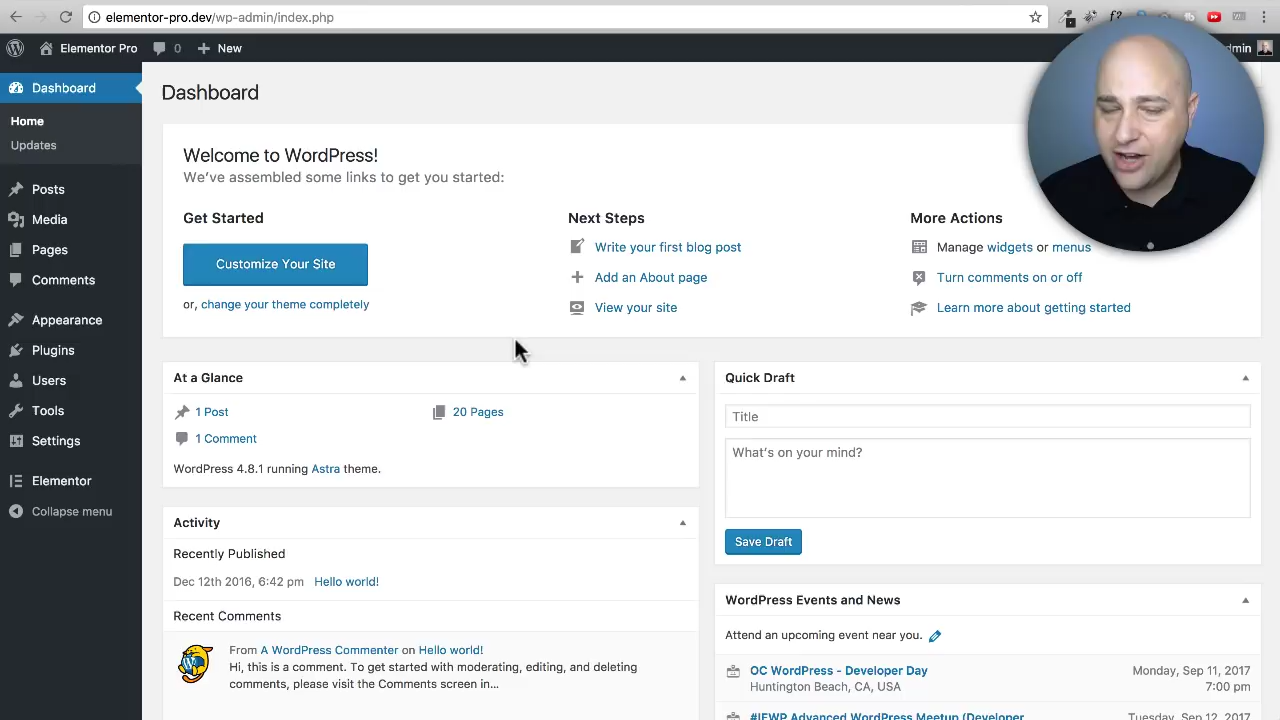 elementor-pro.dev/wp-admin/index.php
Elementor Pro
0
New
Dashboard
Home
Updates
Posts
Media
Pages
Comments
Appearance
Plugins
Users
Tools
Settings
Elementor
Collapse menu
Dashboard
Welcome to WordPress!
We've assembled some links to get you started:
Get Started
Customize Your Site
or, change your theme completely
Next Steps
Write your first blog post
Add an About page
View your site
More Actions
Manage widgets or menus
Turn comments on or off
Learn more about getting started
At a Glance
1 Post
20 Pages
1 Comment
WordPress 4.8.1 running Astra theme.
Activity
Recently Published
Dec 12th 2016, 6:42 pm Hello world!
Recent Comments
From A WordPress Commenter on Hello world!
Hi, this is a comment. To get started with moderating, editing, and deleting
comments, please visit the Comments screen in...
Quick Draft
Title
What's on your mind?
Save Draft
WordPress Events and News
Attend an upcoming event near you.
OC WordPress - Developer Day
Huntington Beach, CA, USA
Monday, Sep 11, 2017
7:00 pm
#IEWP Advanced WordPress Meetup (Developer
Tuesday, Sep 12, 2017